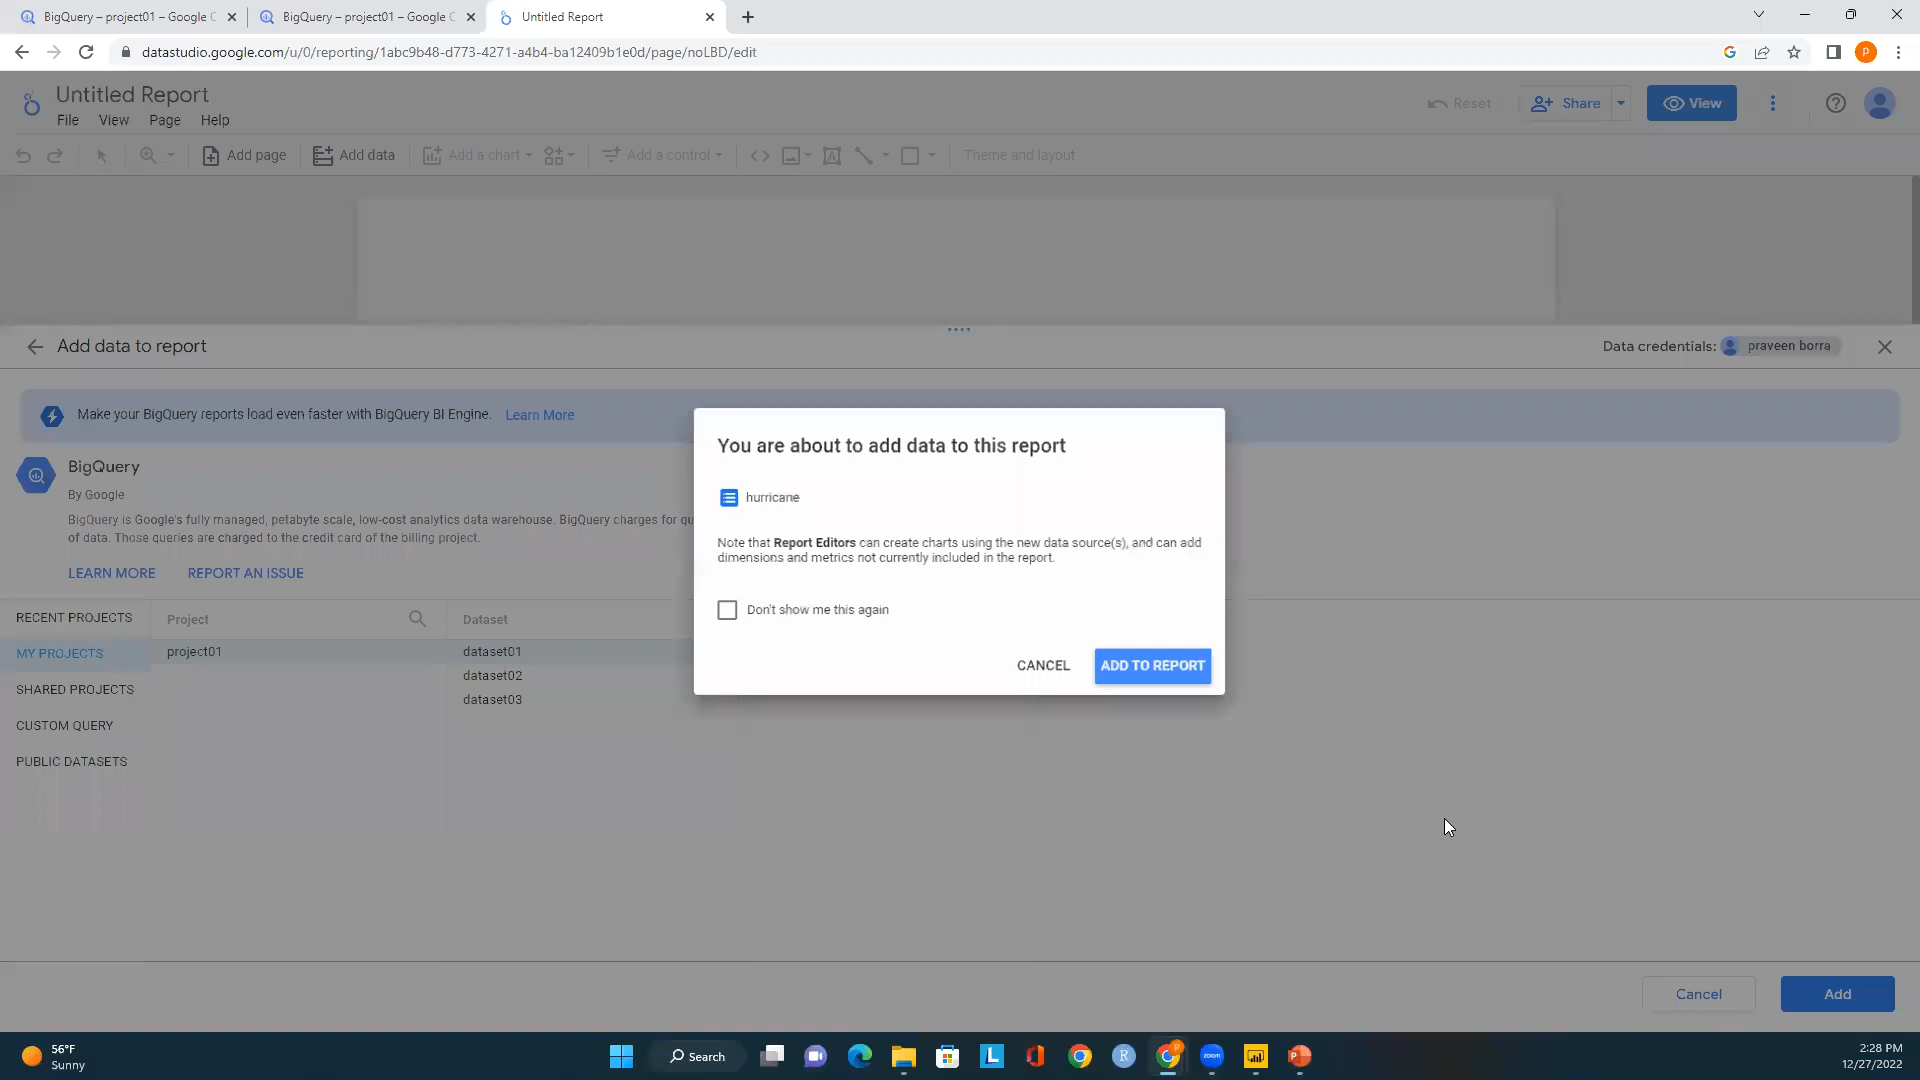 BigQuery – project01 – Google C
BigQuery – project01 – Google C
Untitled Report
datastudio.google.com/u/0/reporting/1abc9b48-d773-4271-a4b4-ba12409b1e0d/page/noLBD/edit
P
Untitled Report
File View Page Help
Reset
Share
View
Add page
Add data
Add a chart
Add a control
Theme and layout
Add data to report
Data credentials: praveen borra
Make your BigQuery reports load even faster with BigQuery BI Engine. Learn More
BigQuery
By Google
BigQuery is Google's fully managed, petabyte scale, low-cost analytics data warehouse. BigQuery charges for qu
of data. Those queries are charged to the credit card of the billing project.
LEARN MORE REPORT AN ISSUE
You are about to add data to this report
hurricane
Note that Report Editors can create charts using the new data source(s), and can add
dimensions and metrics not currently included in the report.
Don't show me this again
CANCEL ADD TO REPORT
RECENT PROJECTS
MY PROJECTS
SHARED PROJECTS
CUSTOM QUERY
PUBLIC DATASETS
Project
project01
Dataset
dataset01
dataset02
dataset03
Cancel
Add
56°F
Sunny
Search
2:28 PM
12/27/2022